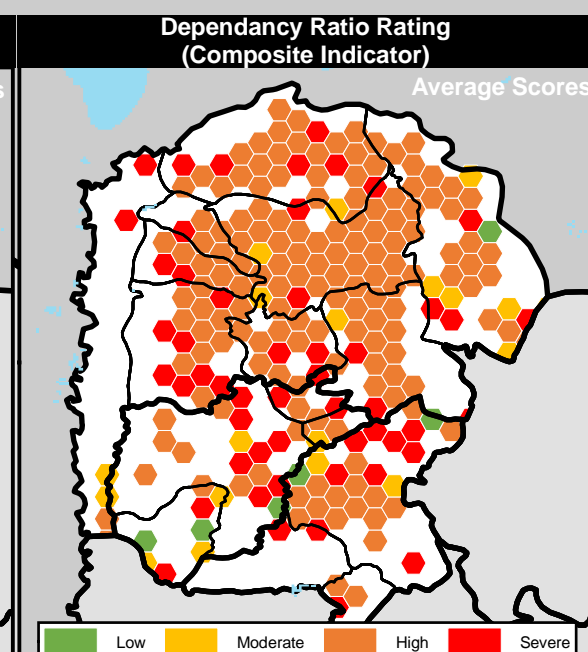 Dependancy Ratio Rating
(Composite Indicator)
Average Scores
Low Moderate High Severe